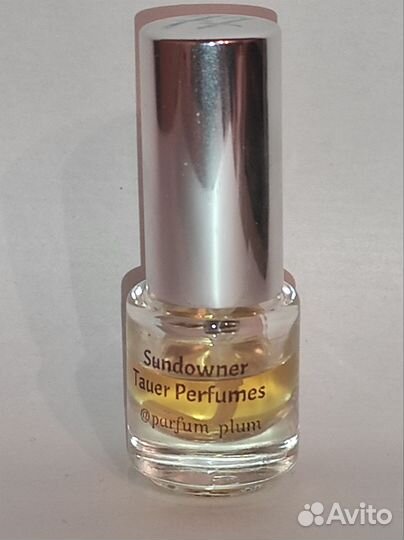 Sundowner
Tauer Perfumes
@parfum_plum
Avito